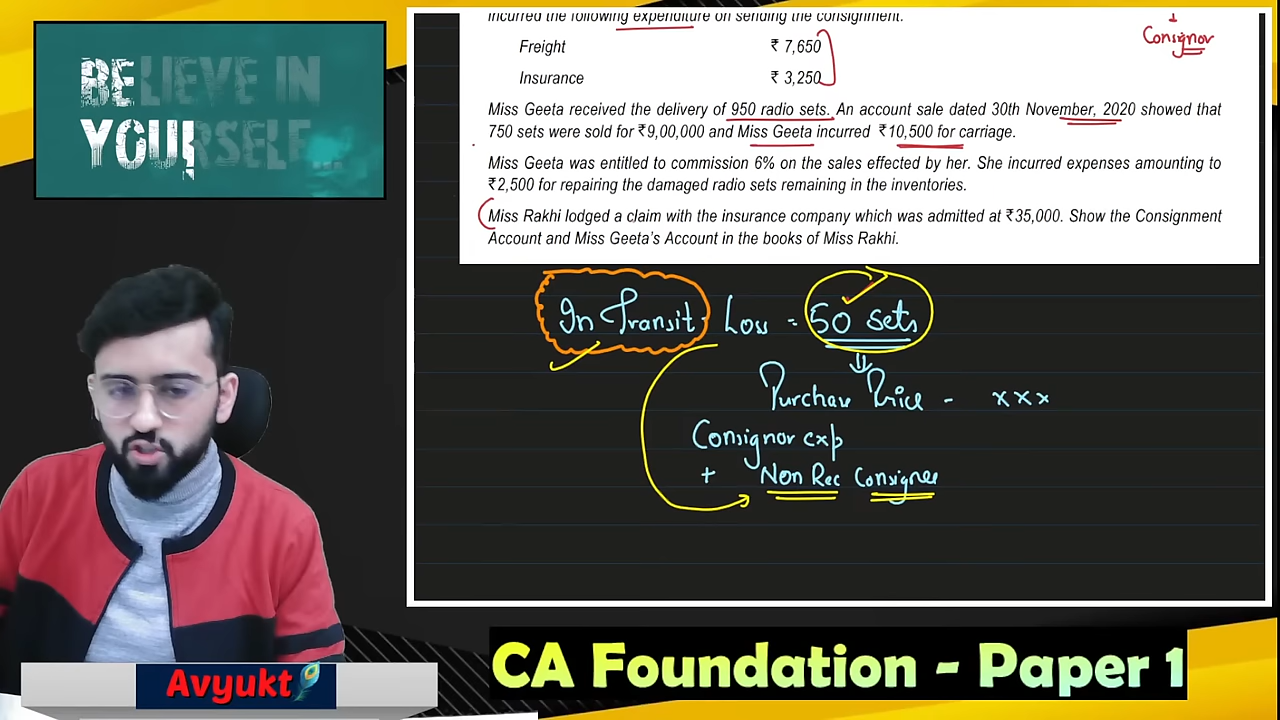 BELIEVE IN
YOURSELF...
incurred the following expenditure on sending the consignment.
Consignor
Freight ₹ 7,650
Insurance ₹ 3,250
Miss Geeta received the delivery of 950 radio sets. An account sale dated 30th November, 2020 showed that
750 sets were sold for ₹9,00,000 and Miss Geeta incurred ₹10,500 for carriage.
Miss Geeta was entitled to commission 6% on the sales effected by her. She incurred expenses amounting to
₹2,500 for repairing the damaged radio sets remaining in the inventories.
Miss Rakhi lodged a claim with the insurance company which was admitted at ₹35,000. Show the Consignment
Account and Miss Geeta's Account in the books of Miss Rakhi.
In Transit Loss = 50 sets
Purchase Price - xxx
Consignor exp
+ Non Rec Consignee
Avyukt
CA Foundation - Paper 1